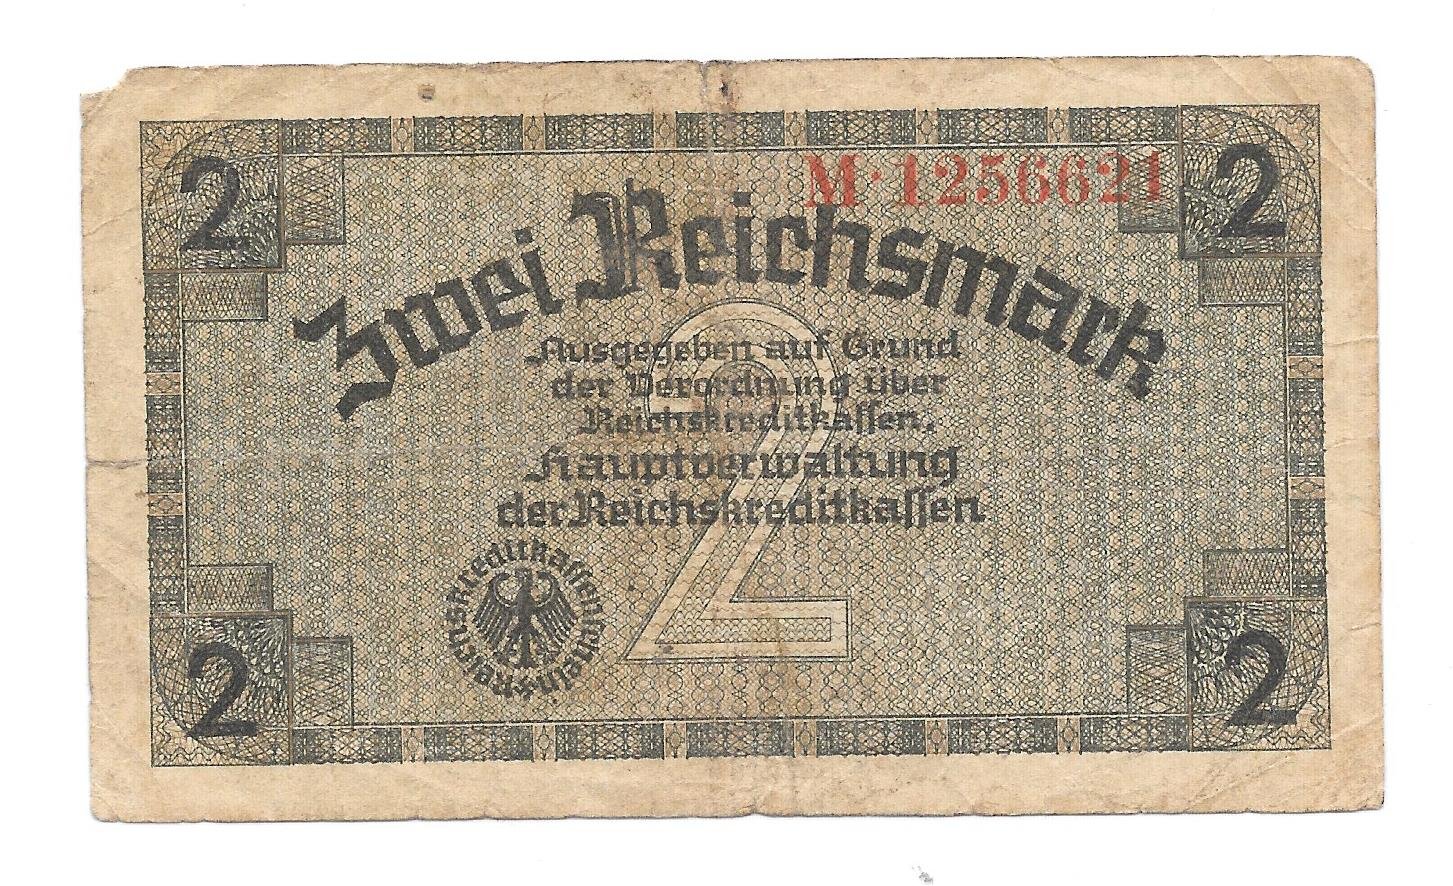 2
2
M·1256621
Zwei Reichsmark
2
Ausgegeben auf Grund
der Verordnung über
Reichskreditkassen.
Hauptverwaltung
der Reichskreditkassen
2
2